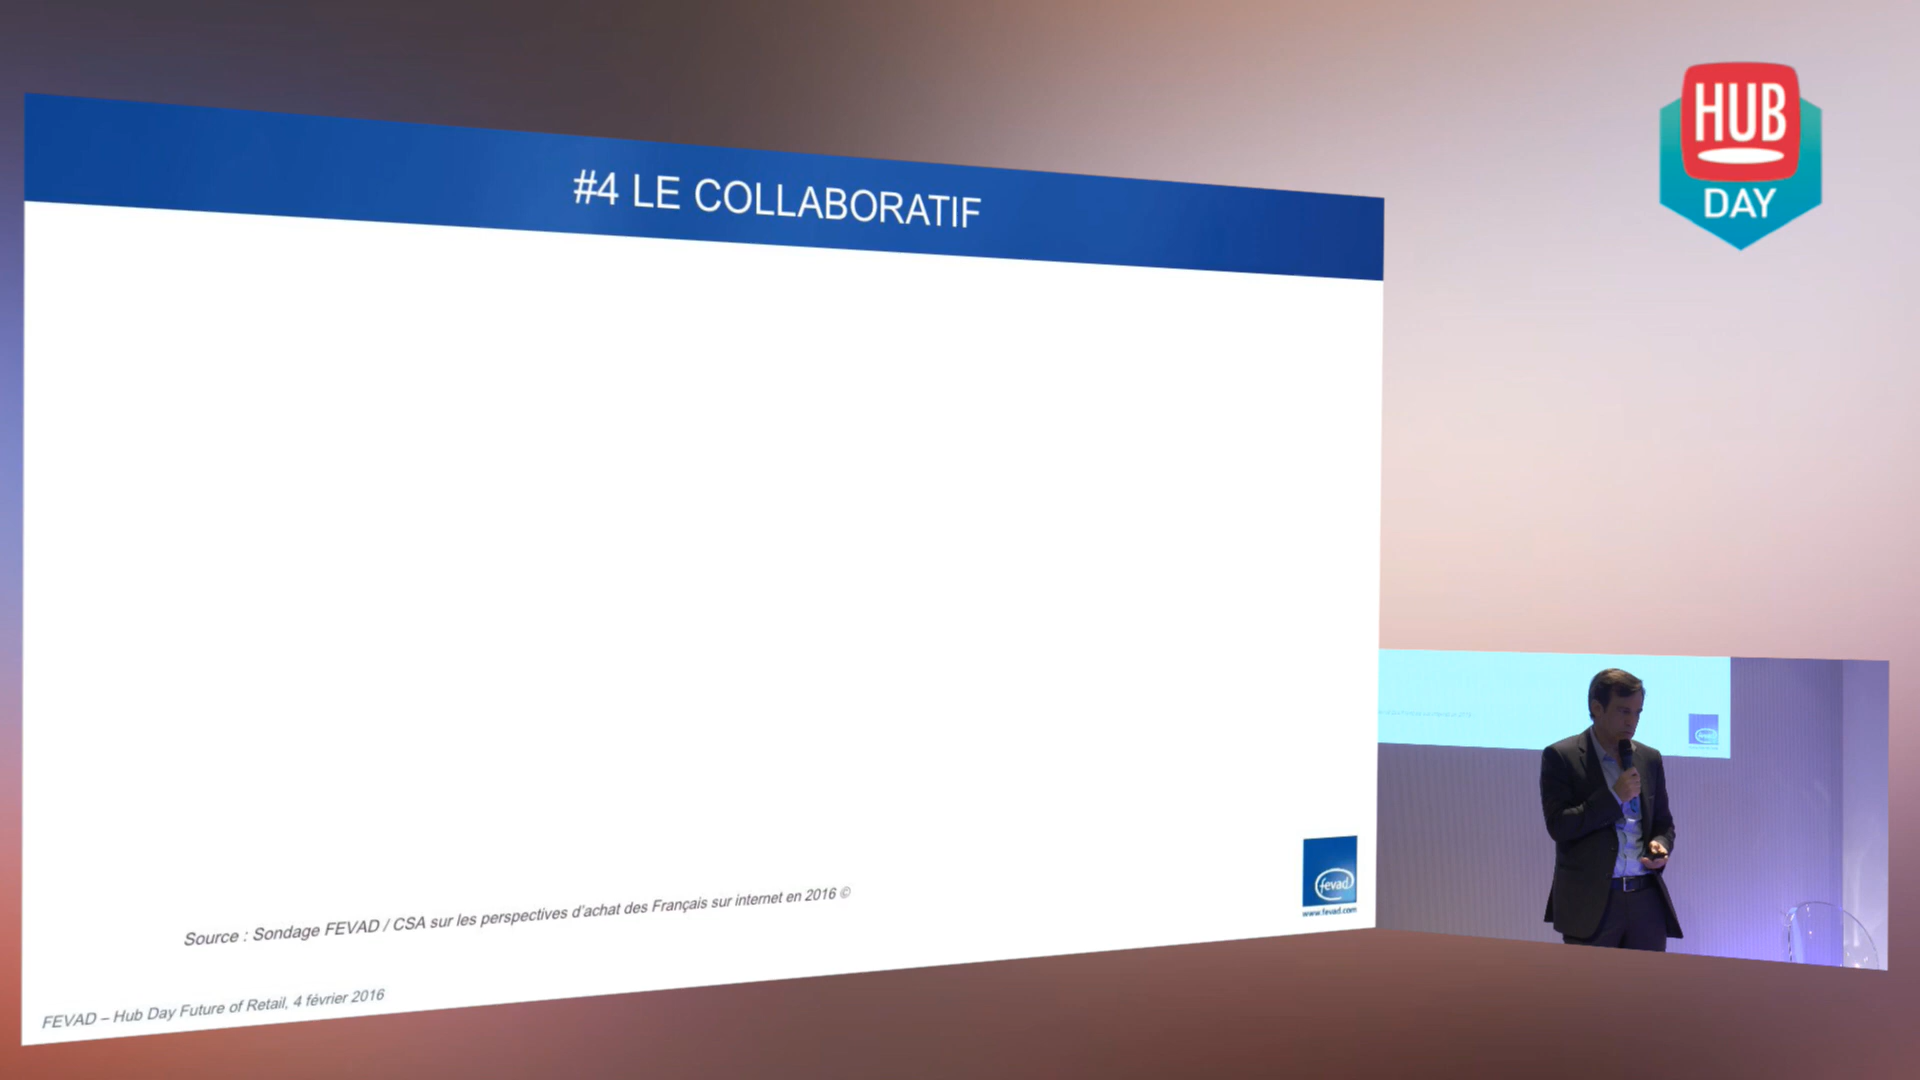 #4 LE COLLABORATIF
HUB
DAY
Source : Sondage FEVAD / CSA sur les perspectives d'achat des Français sur internet en 2016 ©
fevad
www.fevad.com
FEVAD – Hub Day Future of Retail, 4 février 2016